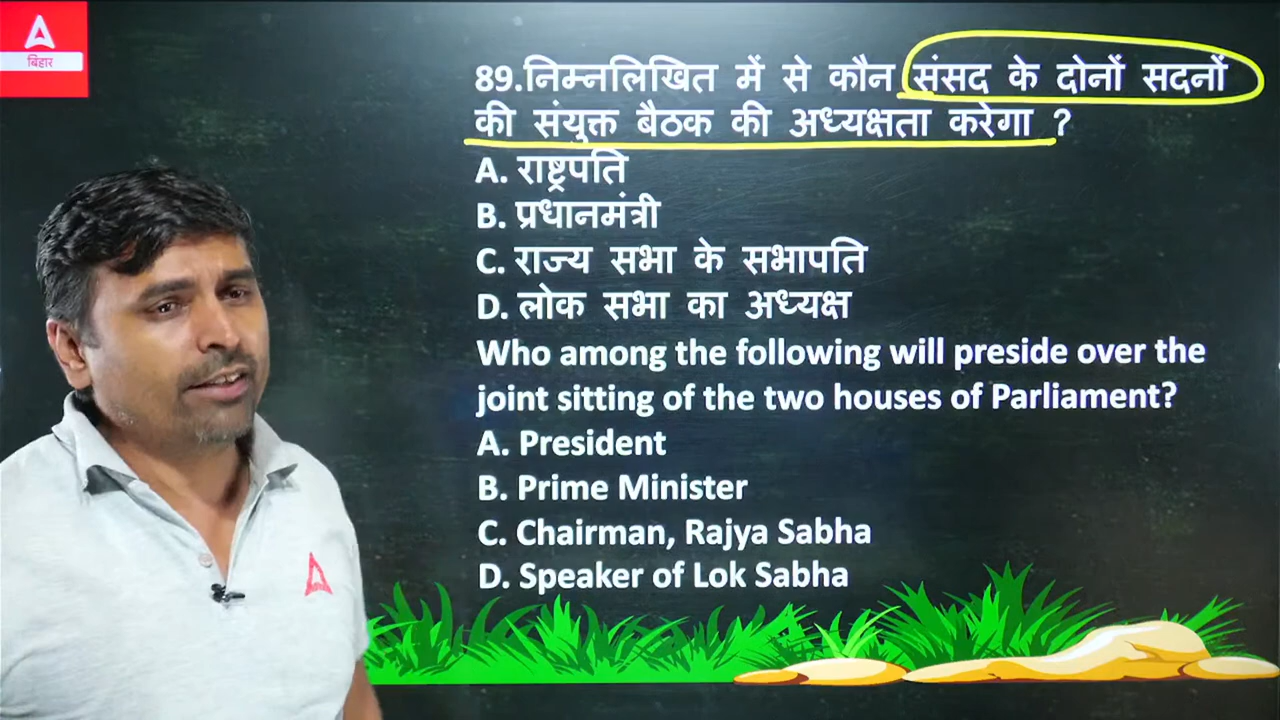 बिहार
89.निम्नलिखित में से कौन संसद के दोनों सदनों
की संयुक्त बैठक की अध्यक्षता करेगा ?
A. राष्ट्रपति
B. प्रधानमंत्री
C. राज्य सभा के सभापति
D. लोक सभा का अध्यक्ष
Who among the following will preside over the
joint sitting of the two houses of Parliament?
A. President
B. Prime Minister
C. Chairman, Rajya Sabha
D. Speaker of Lok Sabha